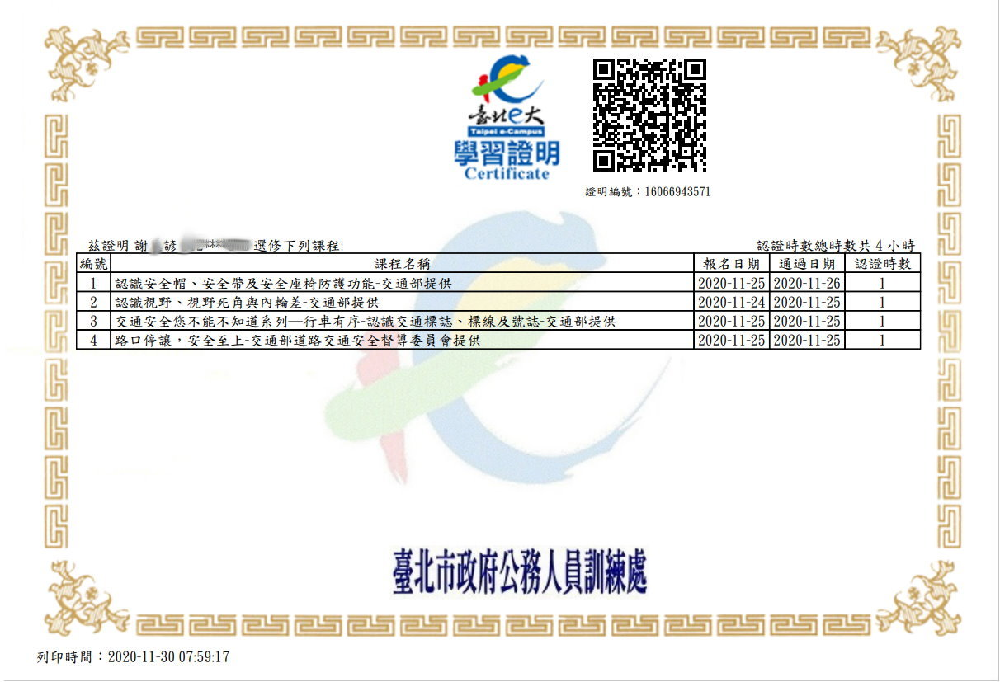 臺北e大
Taipei e-Campus
學習證明
Certificate
證明編號：16066943571
茲證明 謝 諺 *** 選修下列課程:
認證時數總時數共 4 小時
編號 課程名稱 報名日期 通過日期 認證時數
1 認識安全帽、安全帶及安全座椅防護功能-交通部提供 2020-11-25 2020-11-26 1
2 認識視野、視野死角與內輪差-交通部提供 2020-11-24 2020-11-25 1
3 交通安全您不能不知道系列─行車有序-認識交通標誌、標線及號誌-交通部提供 2020-11-25 2020-11-25 1
4 路口停讓，安全至上-交通部道路交通安全督導委員會提供 2020-11-25 2020-11-25 1
臺北市政府公務人員訓練處
列印時間：2020-11-30 07:59:17